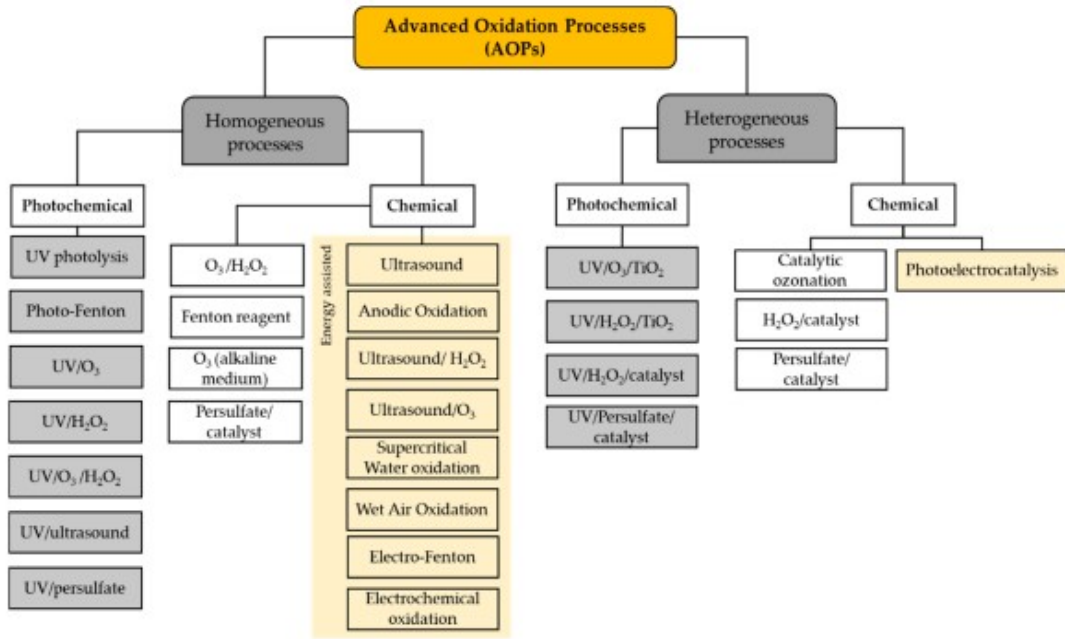 Advanced Oxidation Processes
(AOPs)
Homogeneous
processes
Heterogeneous
processes
Photochemical
UV photolysis
Photo-Fenton
UV/O₃
UV/H₂O₂
UV/O₃ /H₂O₂
UV/ultrasound
UV/persulfate
Chemical
O₃ /H₂O₂
Fenton reagent
O₃ (alkaline
medium)
Persulfate/
catalyst
Energy assisted
Ultrasound
Anodic Oxidation
Ultrasound/ H₂O₂
Ultrasound/O₃
Supercritical
Water oxidation
Wet Air Oxidation
Electro-Fenton
Electrochemical
oxidation
Photochemical
UV/O₃/TiO₂
UV/H₂O₂/TiO₂
UV/H₂O₂/catalyst
UV/Persulfate/
catalyst
Chemical
Catalytic
ozonation
H₂O₂/catalyst
Persulfate/
catalyst
Photoelectrocatalysis